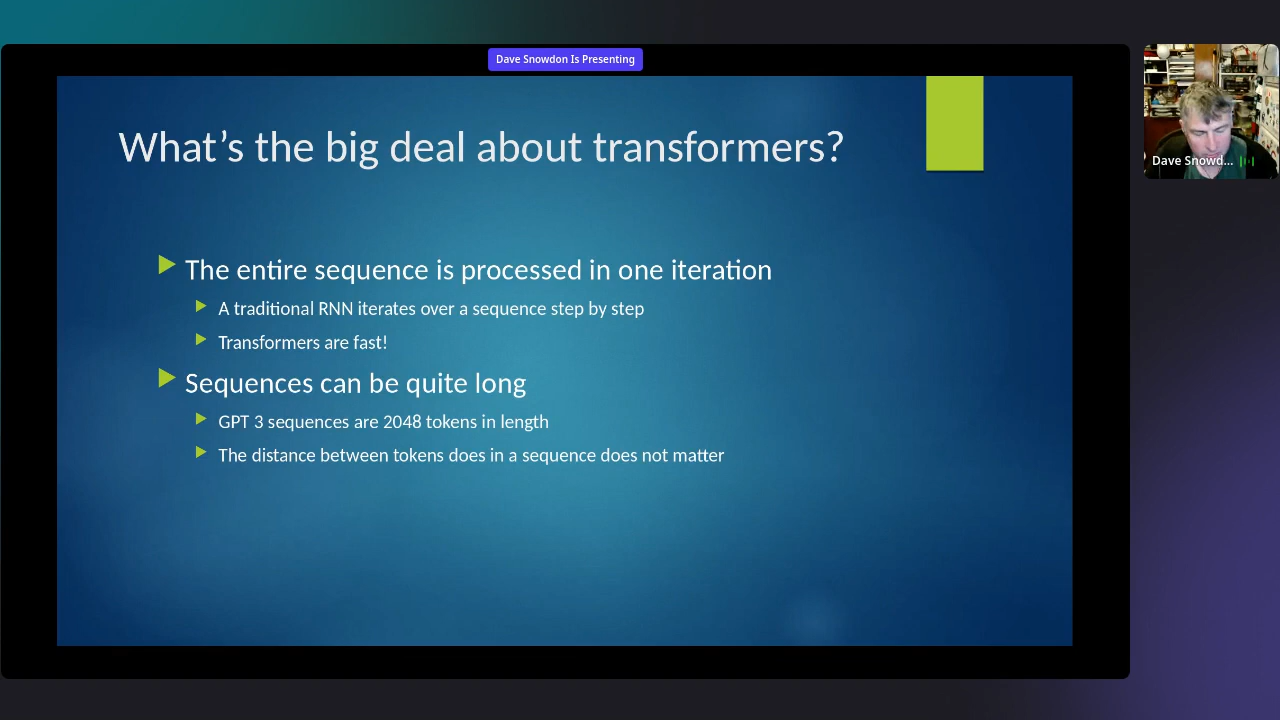 Dave Snowdon Is Presenting
What's the big deal about transformers?
The entire sequence is processed in one iteration
A traditional RNN iterates over a sequence step by step
Transformers are fast!
Sequences can be quite long
GPT 3 sequences are 2048 tokens in length
The distance between tokens does in a sequence does not matter
Dave Snowd...